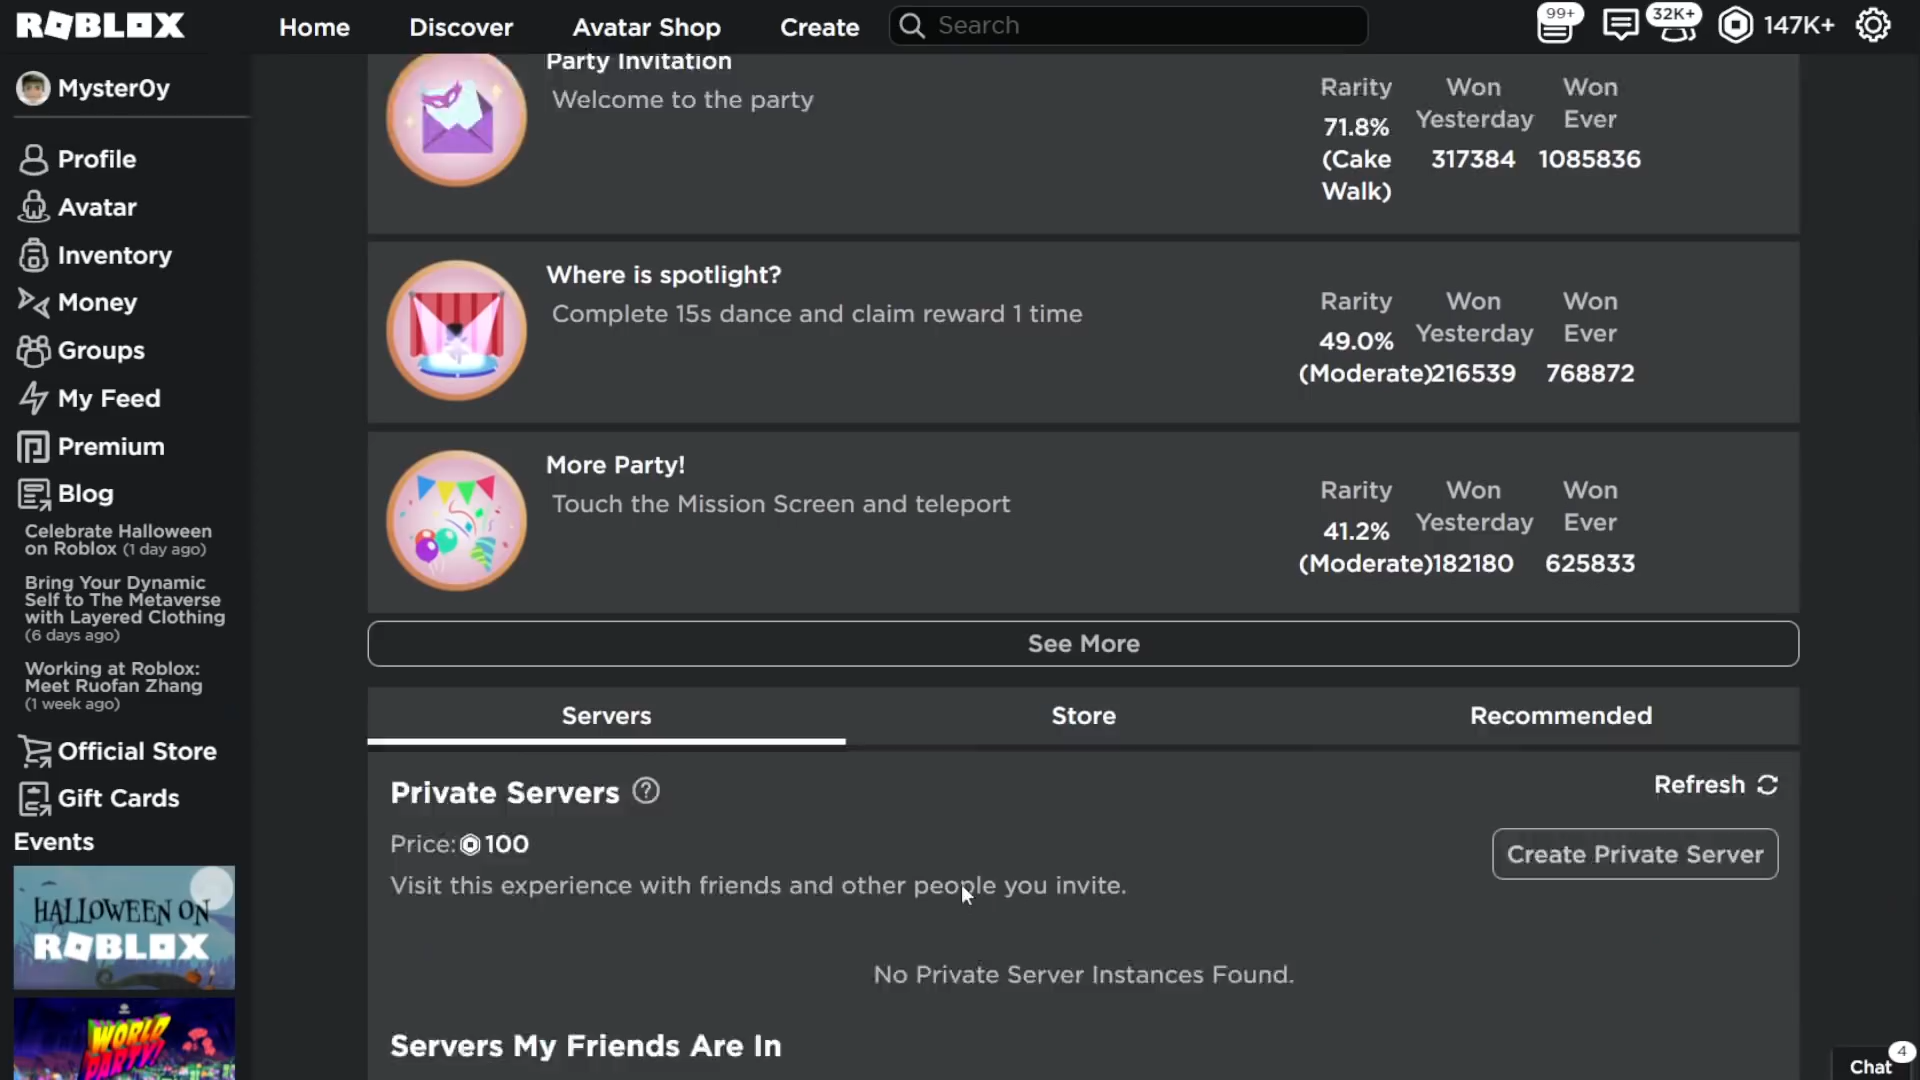 ROBLOX
Home
Discover
Avatar Shop
Create
Search
99+
32K+
147K+
Myster0y
Profile
Avatar
Inventory
Money
Groups
My Feed
Premium
Blog
Celebrate Halloween
on Roblox (1 day ago)
Bring Your Dynamic
Self to The Metaverse
with Layered Clothing
(6 days ago)
Working at Roblox:
Meet Ruofan Zhang
(1 week ago)
Official Store
Gift Cards
Events
HALLOWEEN ON
ROBLOX
WORLD
PARTY!
Party Invitation
Welcome to the party
Rarity
71.8%
(Cake
Walk)
Won
Yesterday
317384
Won
Ever
1085836
Where is spotlight?
Complete 15s dance and claim reward 1 time
Rarity
49.0%
(Moderate)
Won
Yesterday
216539
Won
Ever
768872
More Party!
Touch the Mission Screen and teleport
Rarity
41.2%
(Moderate)
Won
Yesterday
182180
Won
Ever
625833
See More
Servers
Store
Recommended
Private Servers
Refresh
Price: 100
Create Private Server
Visit this experience with friends and other people you invite.
No Private Server Instances Found.
Servers My Friends Are In
Chat
4